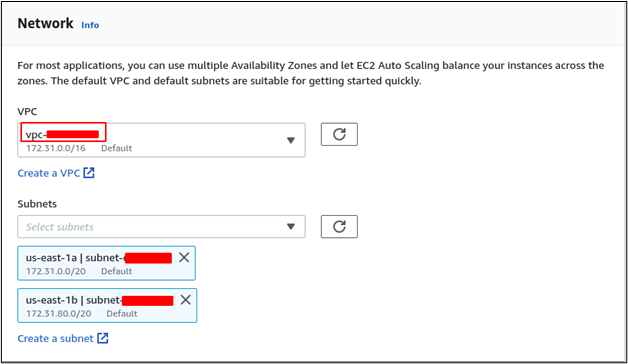 Network Info
For most applications, you can use multiple Availability Zones and let EC2 Auto Scaling balance your instances across the
zones. The default VPC and default subnets are suitable for getting started quickly.
VPC
vpc-
172.31.0.0/16 Default
Create a VPC
Subnets
Select subnets
us-east-1a | subnet-
172.31.0.0/20 Default
us-east-1b | subnet-
172.31.80.0/20 Default
Create a subnet